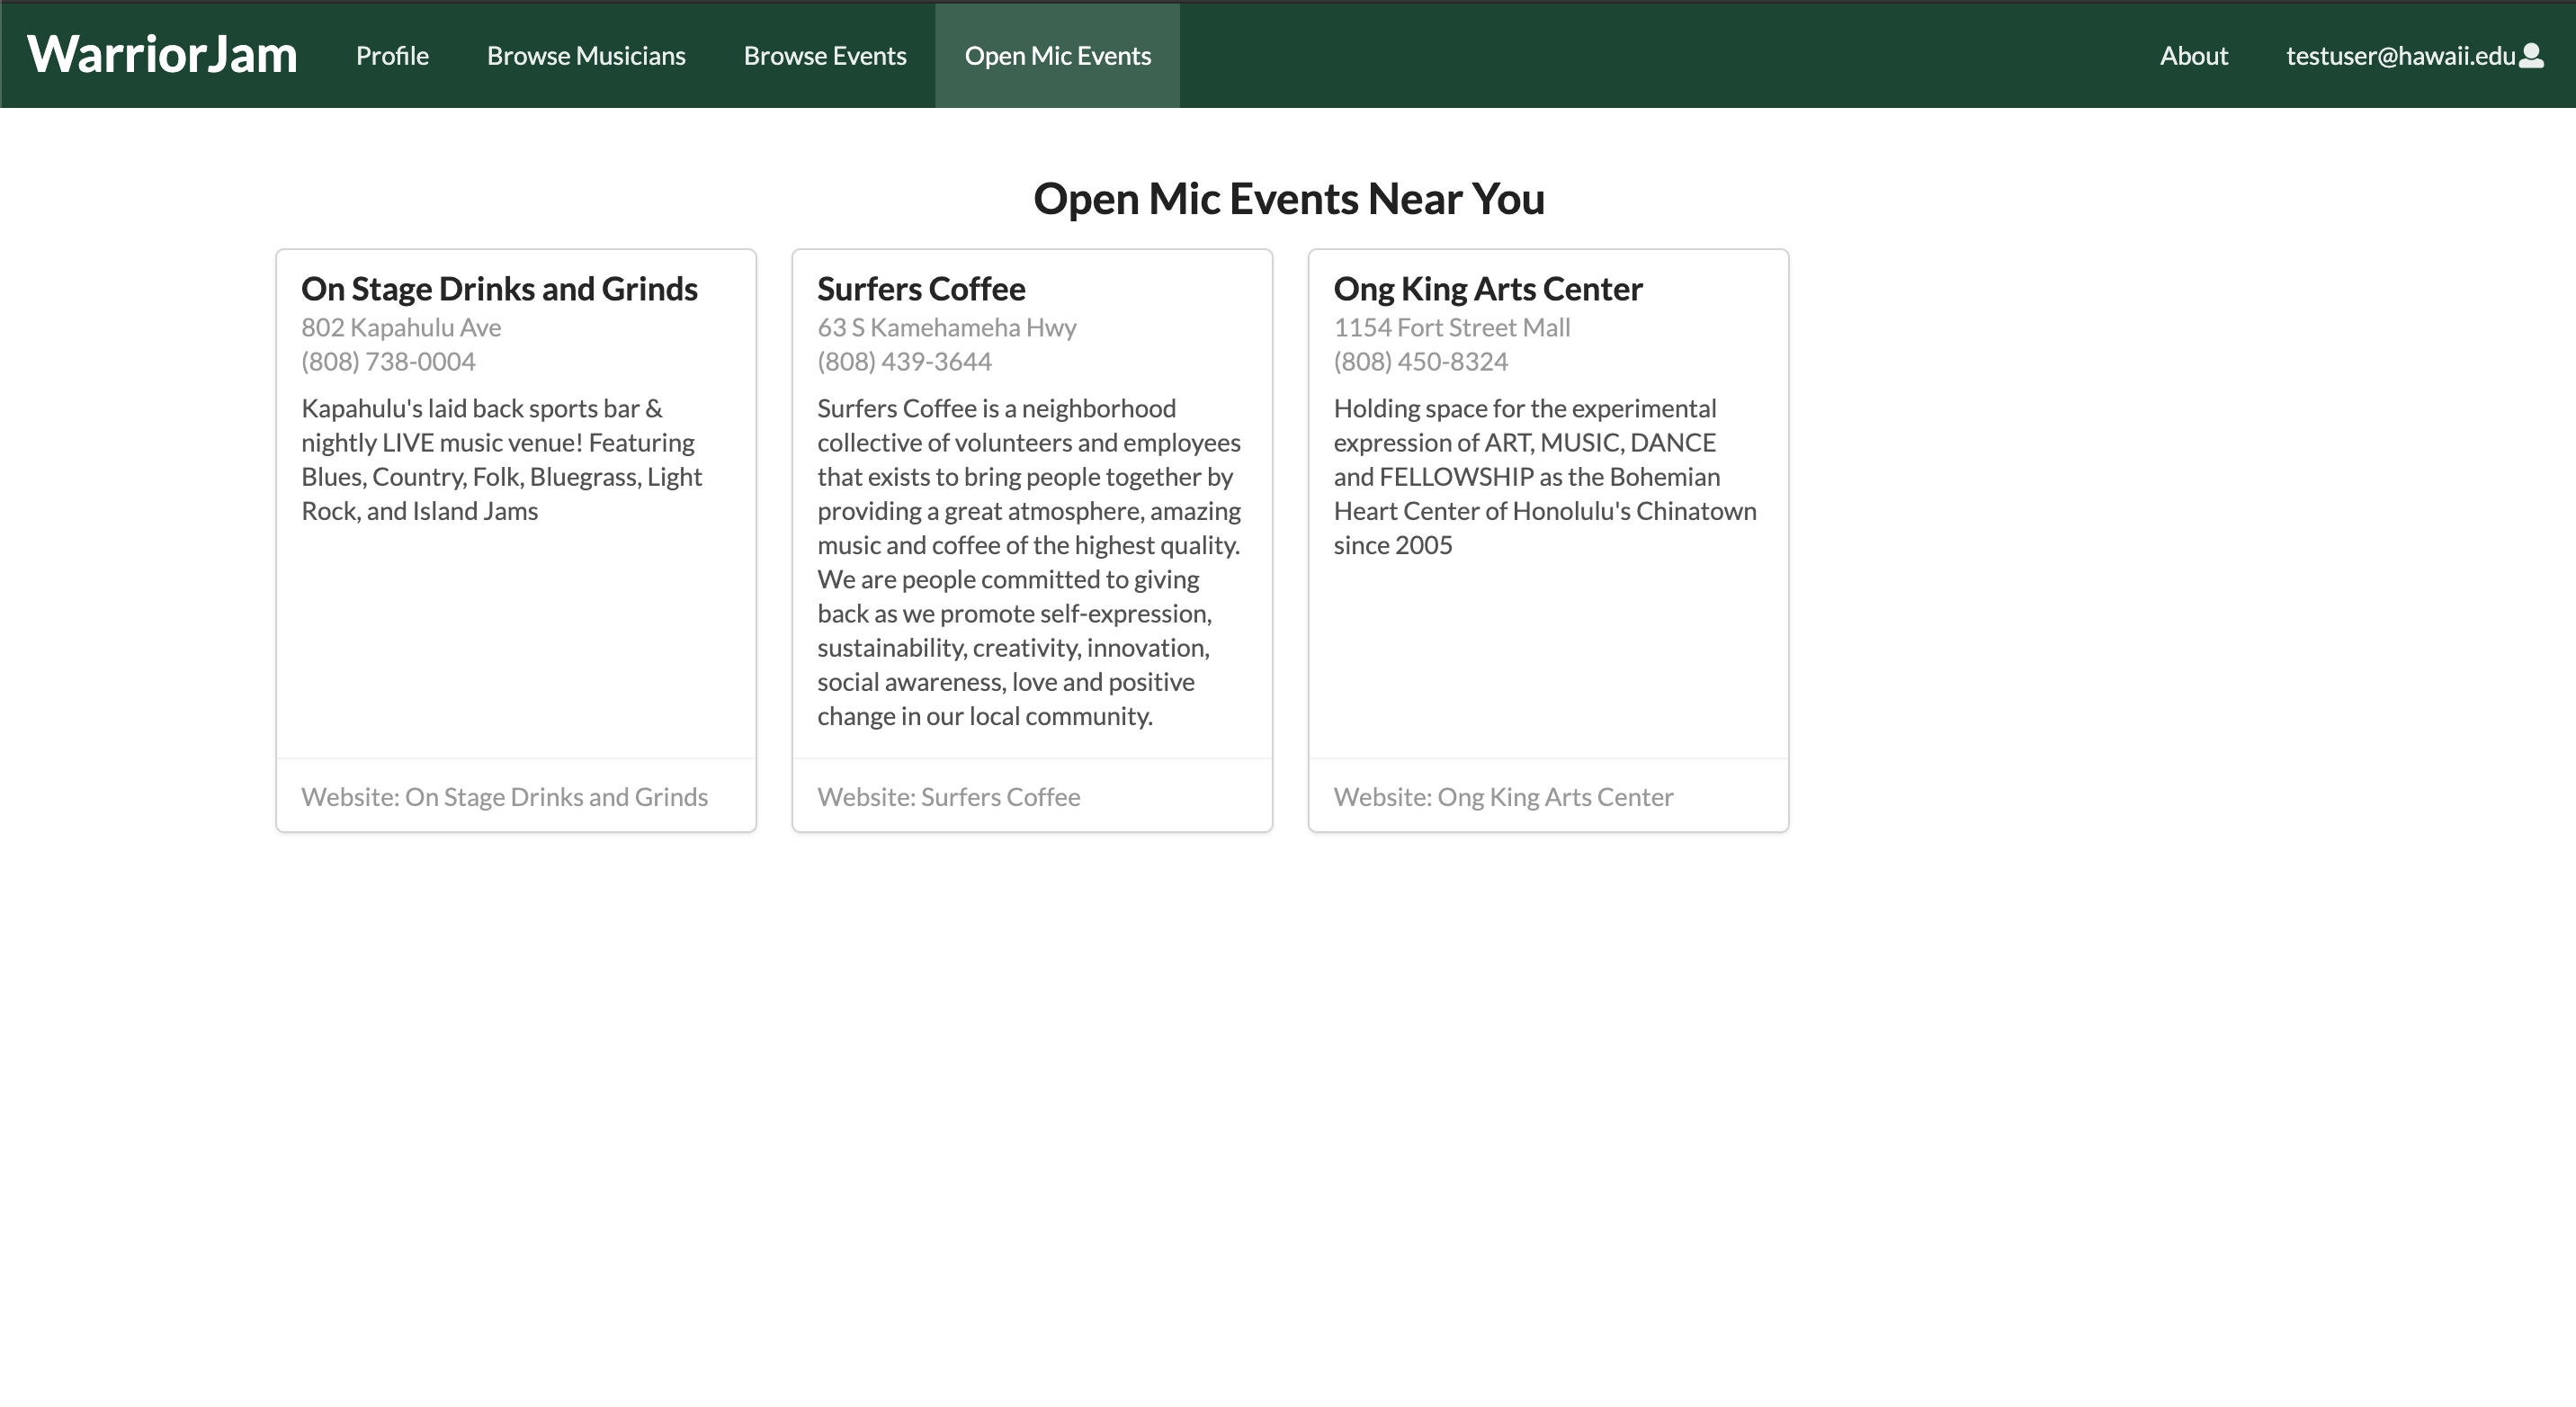 WarriorJam Profile Browse Musicians Browse Events Open Mic Events About testuser@hawaii.edu
Open Mic Events Near You
On Stage Drinks and Grinds
802 Kapahulu Ave
(808) 738-0004
Kapahulu's laid back sports bar &
nightly LIVE music venue! Featuring
Blues, Country, Folk, Bluegrass, Light
Rock, and Island Jams
Website: On Stage Drinks and Grinds
Surfers Coffee
63 S Kamehameha Hwy
(808) 439-3644
Surfers Coffee is a neighborhood
collective of volunteers and employees
that exists to bring people together by
providing a great atmosphere, amazing
music and coffee of the highest quality.
We are people committed to giving
back as we promote self-expression,
sustainability, creativity, innovation,
social awareness, love and positive
change in our local community.
Website: Surfers Coffee
Ong King Arts Center
1154 Fort Street Mall
(808) 450-8324
Holding space for the experimental
expression of ART, MUSIC, DANCE
and FELLOWSHIP as the Bohemian
Heart Center of Honolulu's Chinatown
since 2005
Website: Ong King Arts Center